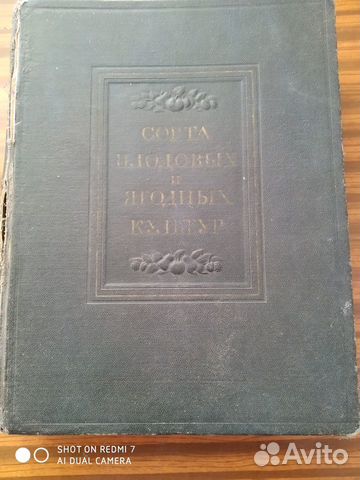 СОРТА
ПЛОДОВЫХ
И
ЯГОДНЫХ
КУЛЬТУР
SHOT ON REDMI 7
AI DUAL CAMERA
Avito